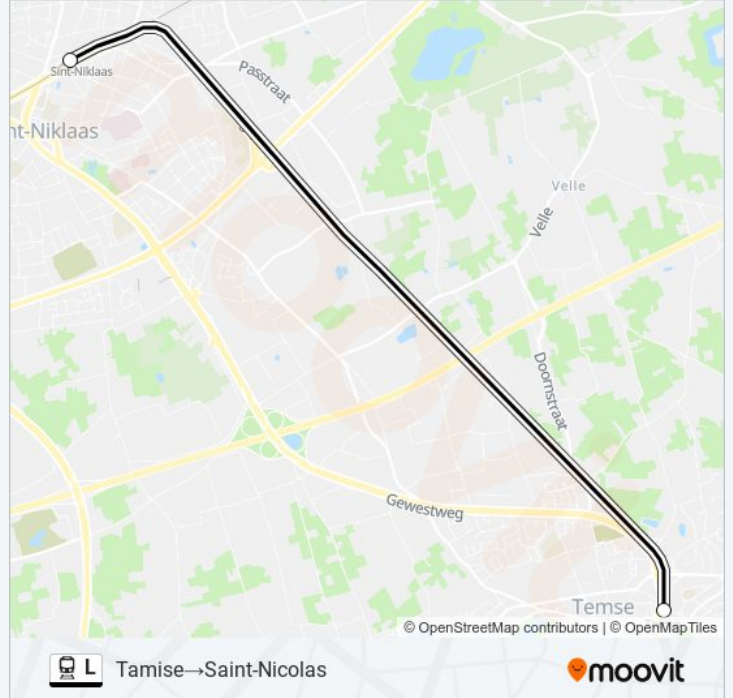 Sint-Niklaas
Passtraat
nt-Niklaas
Velle
Velle
Doornstraat
Gewestweg
Temse
© OpenStreetMap contributors | © OpenMapTiles
L Tamise→Saint-Nicolas
moovit